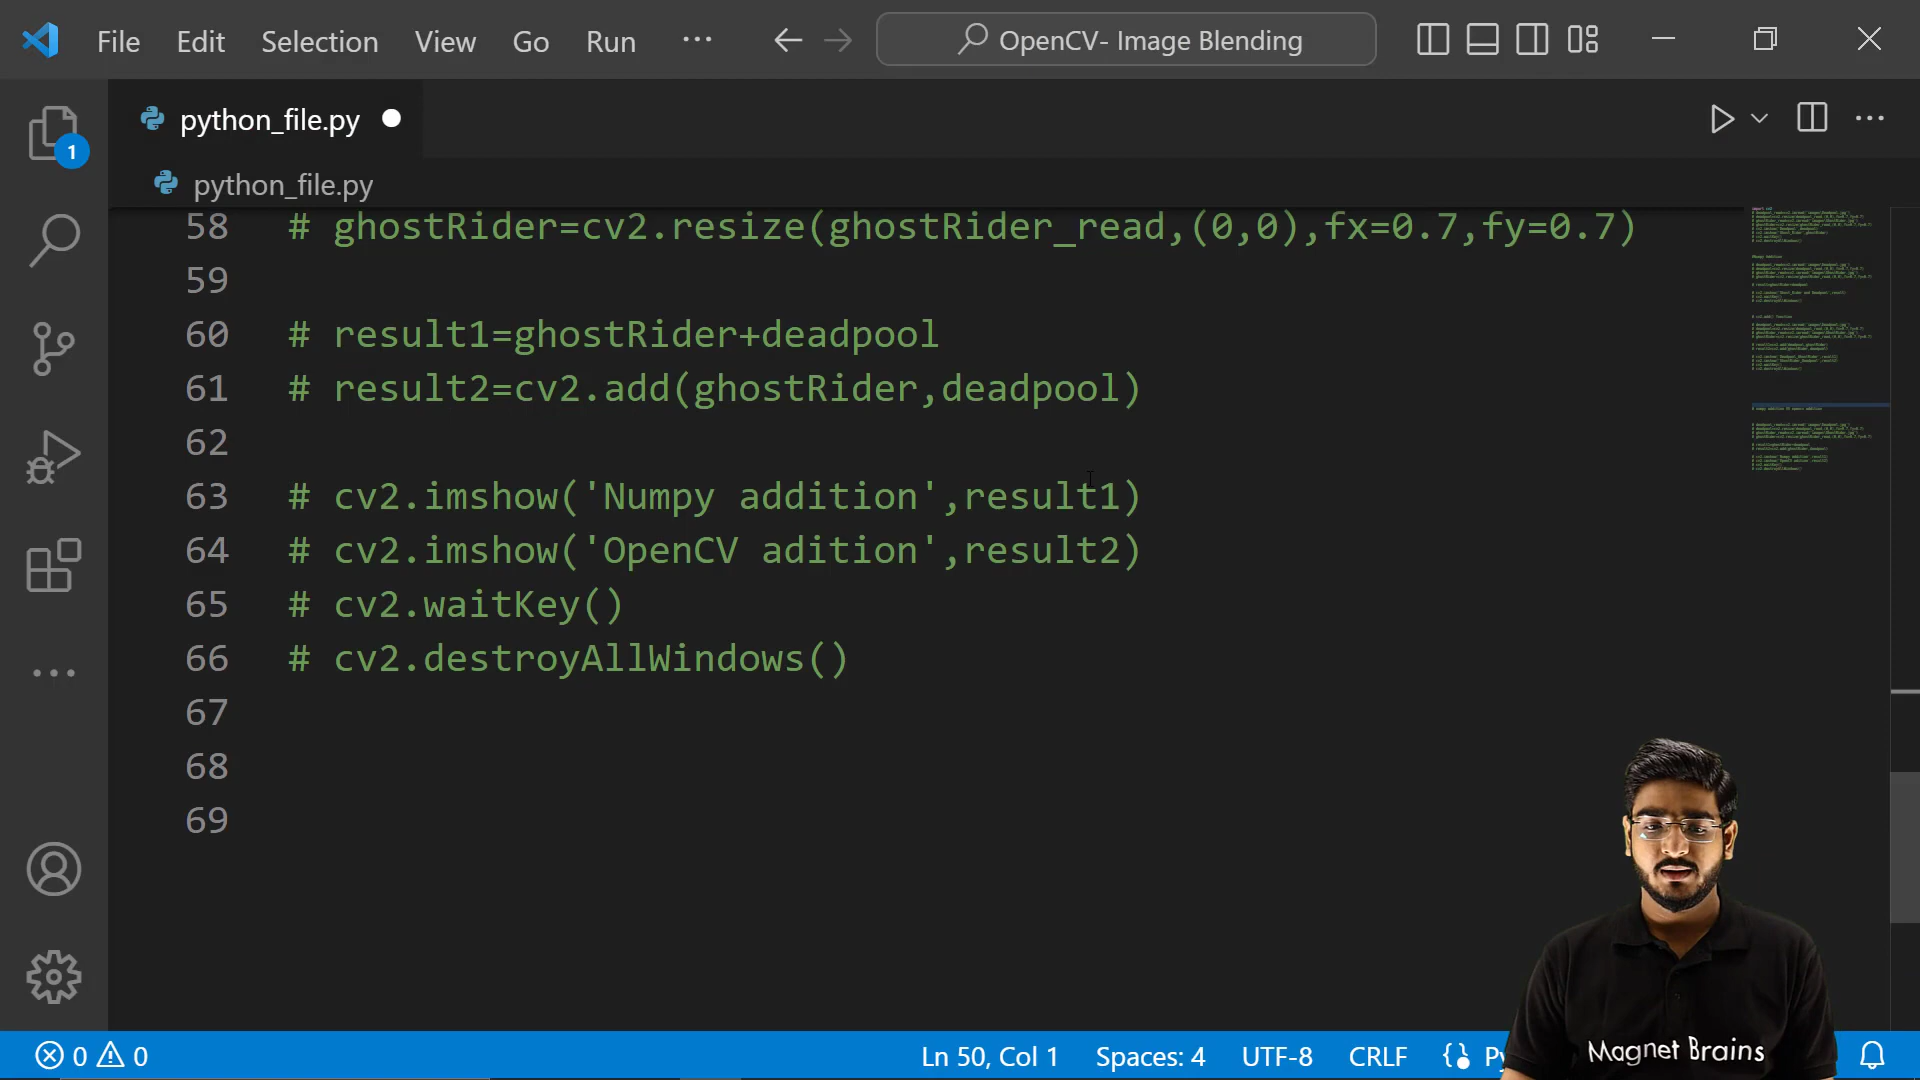 File Edit Selection View Go Run ··· OpenCV- Image Blending
python_file.py
1
python_file.py
58 # ghostRider=cv2.resize(ghostRider_read,(0,0),fx=0.7,fy=0.7)
59
60 # result1=ghostRider+deadpool
61 # result2=cv2.add(ghostRider,deadpool)
62
63 # cv2.imshow('Numpy addition',result1)
64 # cv2.imshow('OpenCV adition',result2)
65 # cv2.waitKey()
66 # cv2.destroyAllWindows()
67
68
69
Magnet Brains
0 0 Ln 50, Col 1 Spaces: 4 UTF-8 CRLF